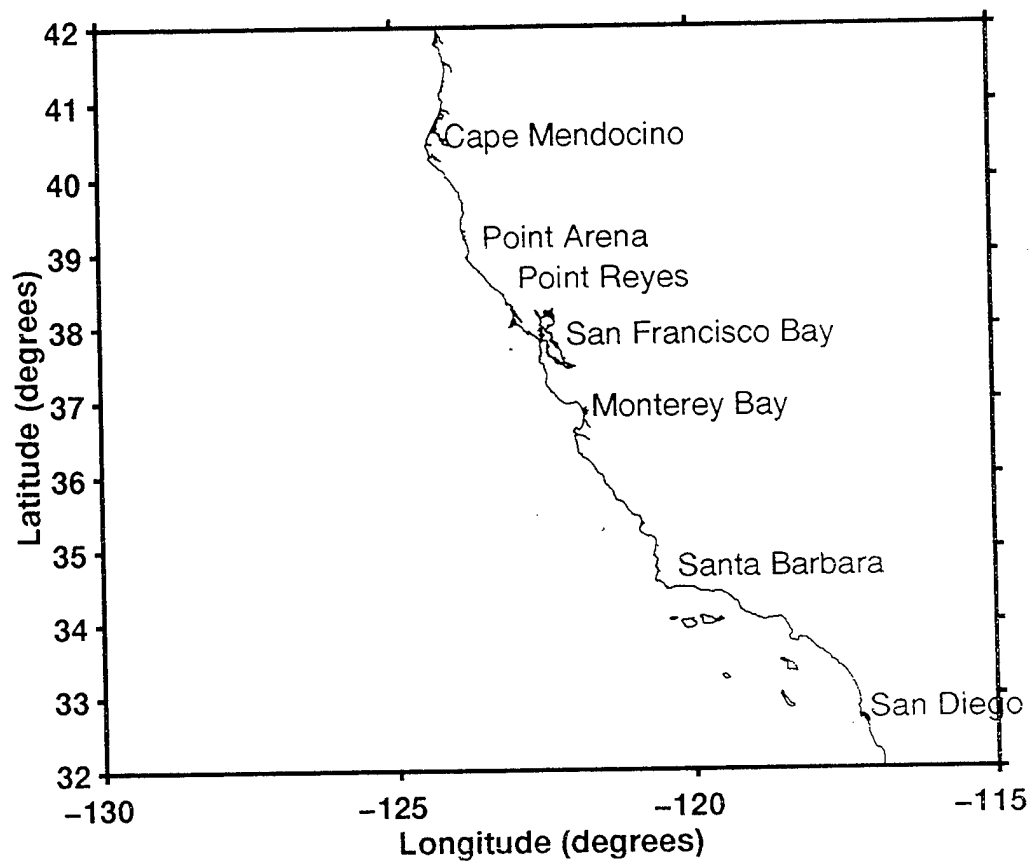 42
41
Cape Mendocino
40
Point Arena
39
Point Reyes
38
San Francisco Bay
37
Monterey Bay
36
35
Santa Barbara
34
33
San Diego
32
−130
−125
−120
−115
Latitude (degrees)
Longitude (degrees)